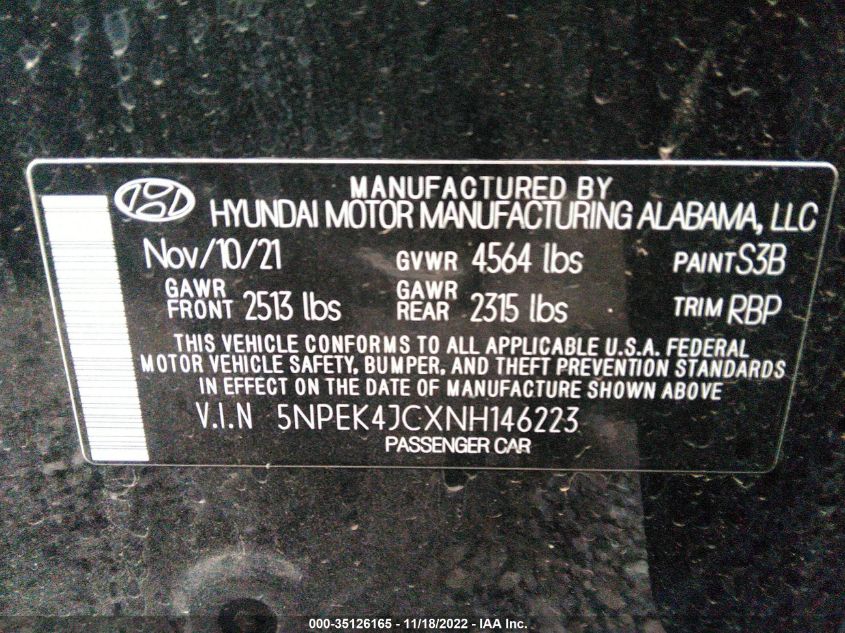 MANUFACTURED BY
HYUNDAI MOTOR MANUFACTURING ALABAMA, LLC
Nov/10/21 GVWR 4564 lbs PAINT S3B
GAWR FRONT 2513 lbs GAWR REAR 2315 lbs TRIM RBP
THIS VEHICLE CONFORMS TO ALL APPLICABLE U.S.A. FEDERAL
MOTOR VEHICLE SAFETY, BUMPER, AND THEFT PREVENTION STANDARDS
IN EFFECT ON THE DATE OF MANUFACTURE SHOWN ABOVE
V.I.N 5NPEK4JCXNH146223
PASSENGER CAR
000-35126165 - 11/18/2022 - IAA Inc.